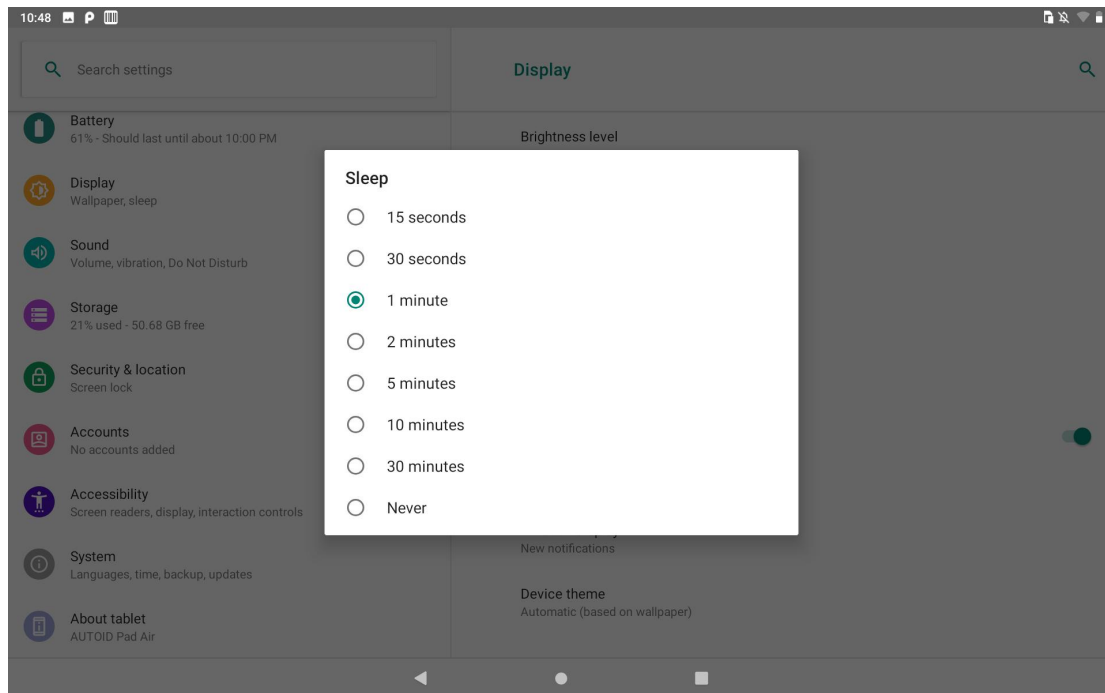 10:48
Search settings
Display
Battery
61% - Should last until about 10:00 PM
Display
Wallpaper, sleep
Sound
Volume, vibration, Do Not Disturb
Storage
21% used - 50.68 GB free
Security & location
Screen lock
Accounts
No accounts added
Accessibility
Screen readers, display, interaction controls
System
Languages, time, backup, updates
About tablet
AUTOID Pad Air
Brightness level
Sleep
15 seconds
30 seconds
1 minute
2 minutes
5 minutes
10 minutes
30 minutes
Never
New notifications
Device theme
Automatic (based on wallpaper)